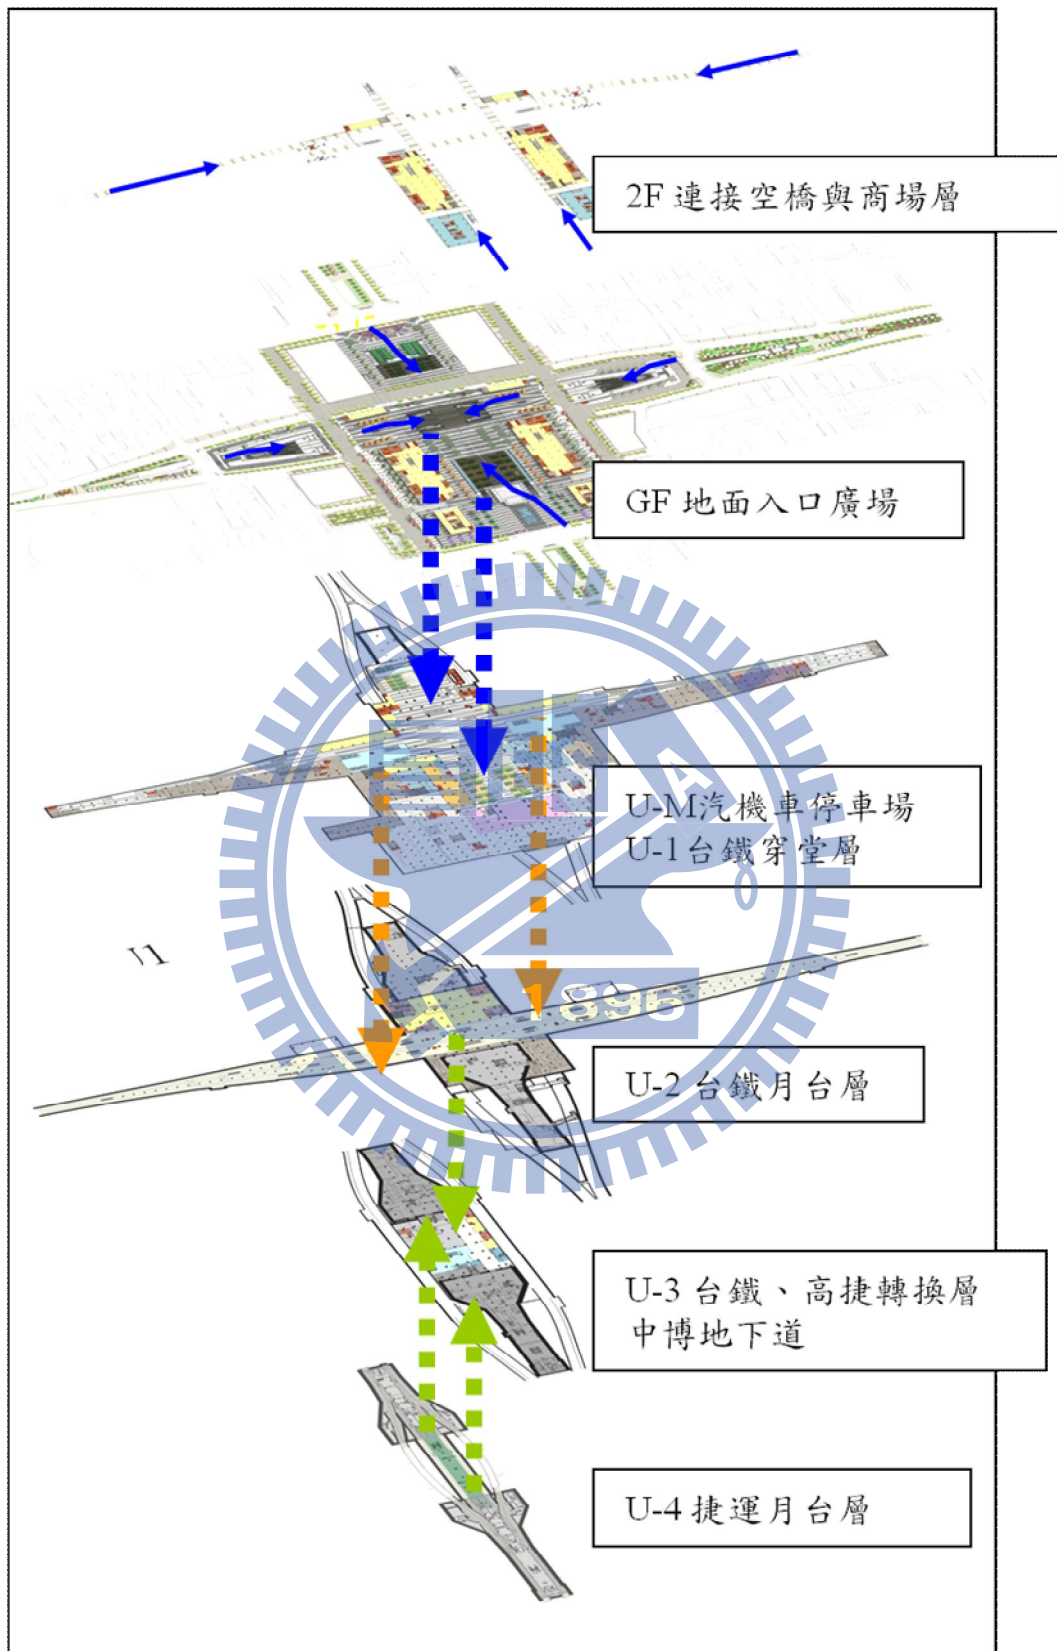 2F 連接空橋與商場層
GF 地面入口廣場
U-M汽機車停車場
U-1台鐵穿堂層
1896
U-2 台鐵月台層
U-3 台鐵、高捷轉換層
中博地下道
U-4 捷運月台層